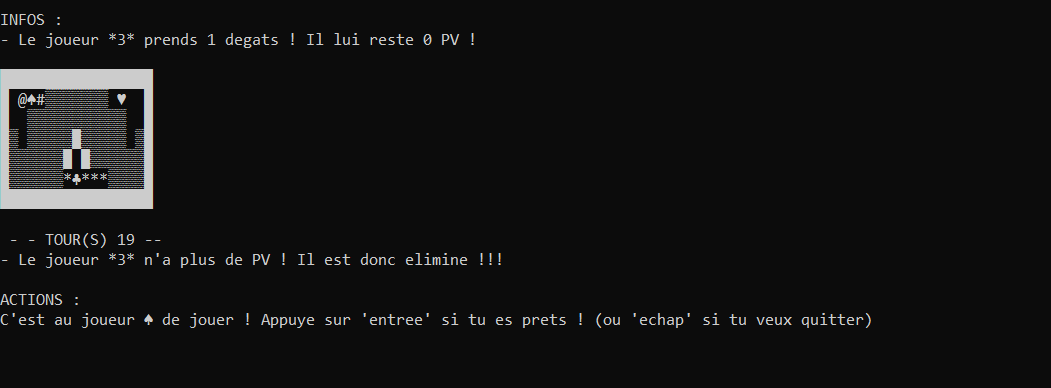 INFOS :
- Le joueur *3* prends 1 degats ! Il lui reste 0 PV !
@♠# ♥
*♣***
- - TOUR(S) 19 --
- Le joueur *3* n'a plus de PV ! Il est donc elimine !!!
ACTIONS :
C'est au joueur ♠ de jouer ! Appuye sur 'entree' si tu es prets ! (ou 'echap' si tu veux quitter)